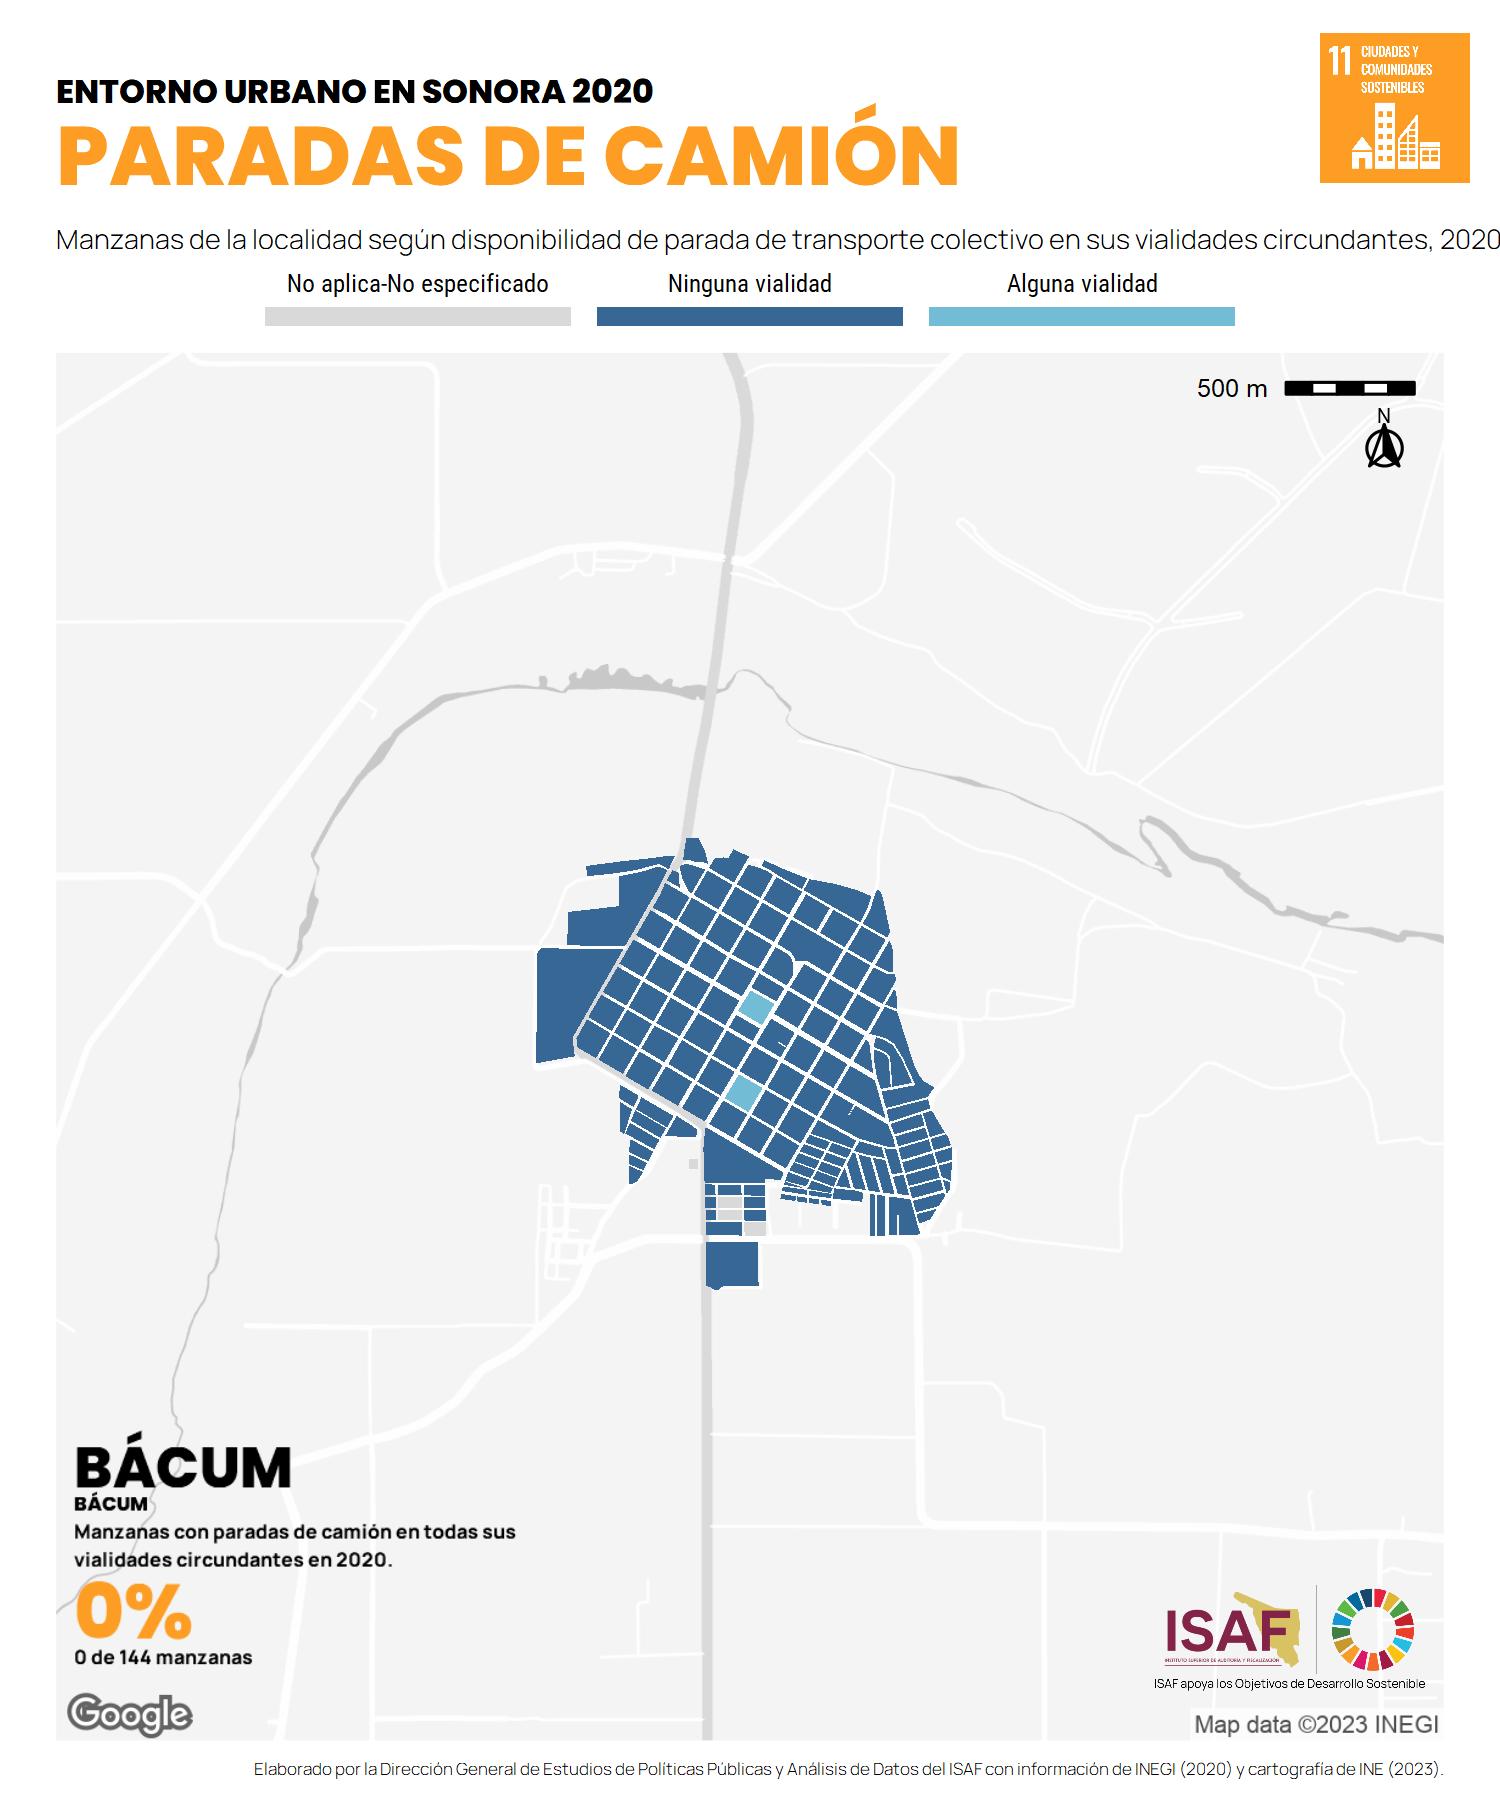 11 CIUDADES Y
COMUNIDADES
SOSTENIBLES
ENTORNO URBANO EN SONORA 2020
PARADAS DE CAMIÓN
Manzanas de la localidad según disponibilidad de parada de transporte colectivo en sus vialidades circundantes, 2020
No aplica-No especificado
Ninguna vialidad
Alguna vialidad
500 m
N
BÁCUM
BÁCUM
Manzanas con paradas de camión en todas sus
vialidades circundantes en 2020.
0%
0 de 144 manzanas
Google
ISAF
INSTITUTO SUPERIOR DE AUDITORÍA Y FISCALIZACIÓN
ISAF apoya los Objetivos de Desarrollo Sostenible
Map data ©2023 INEGI
Elaborado por la Dirección General de Estudios de Políticas Públicas y Análisis de Datos del ISAF con información de INEGI (2020) y cartografía de INE (2023).